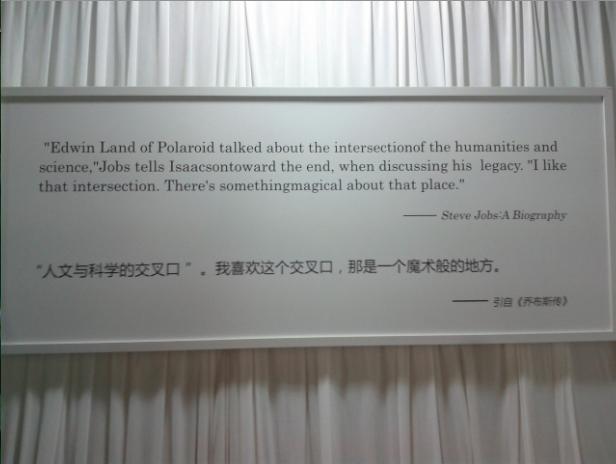 "Edwin Land of Polaroid talked about the intersectionof the humanities and
science,"Jobs tells Isaacsontoward the end, when discussing his legacy. "I like
that intersection. There's somethingmagical about that place."
—— Steve Jobs:A Biography
“人文与科学的交叉口 ” 。我喜欢这个交叉口，那是一个魔术般的地方。
—— 引自《乔布斯传》